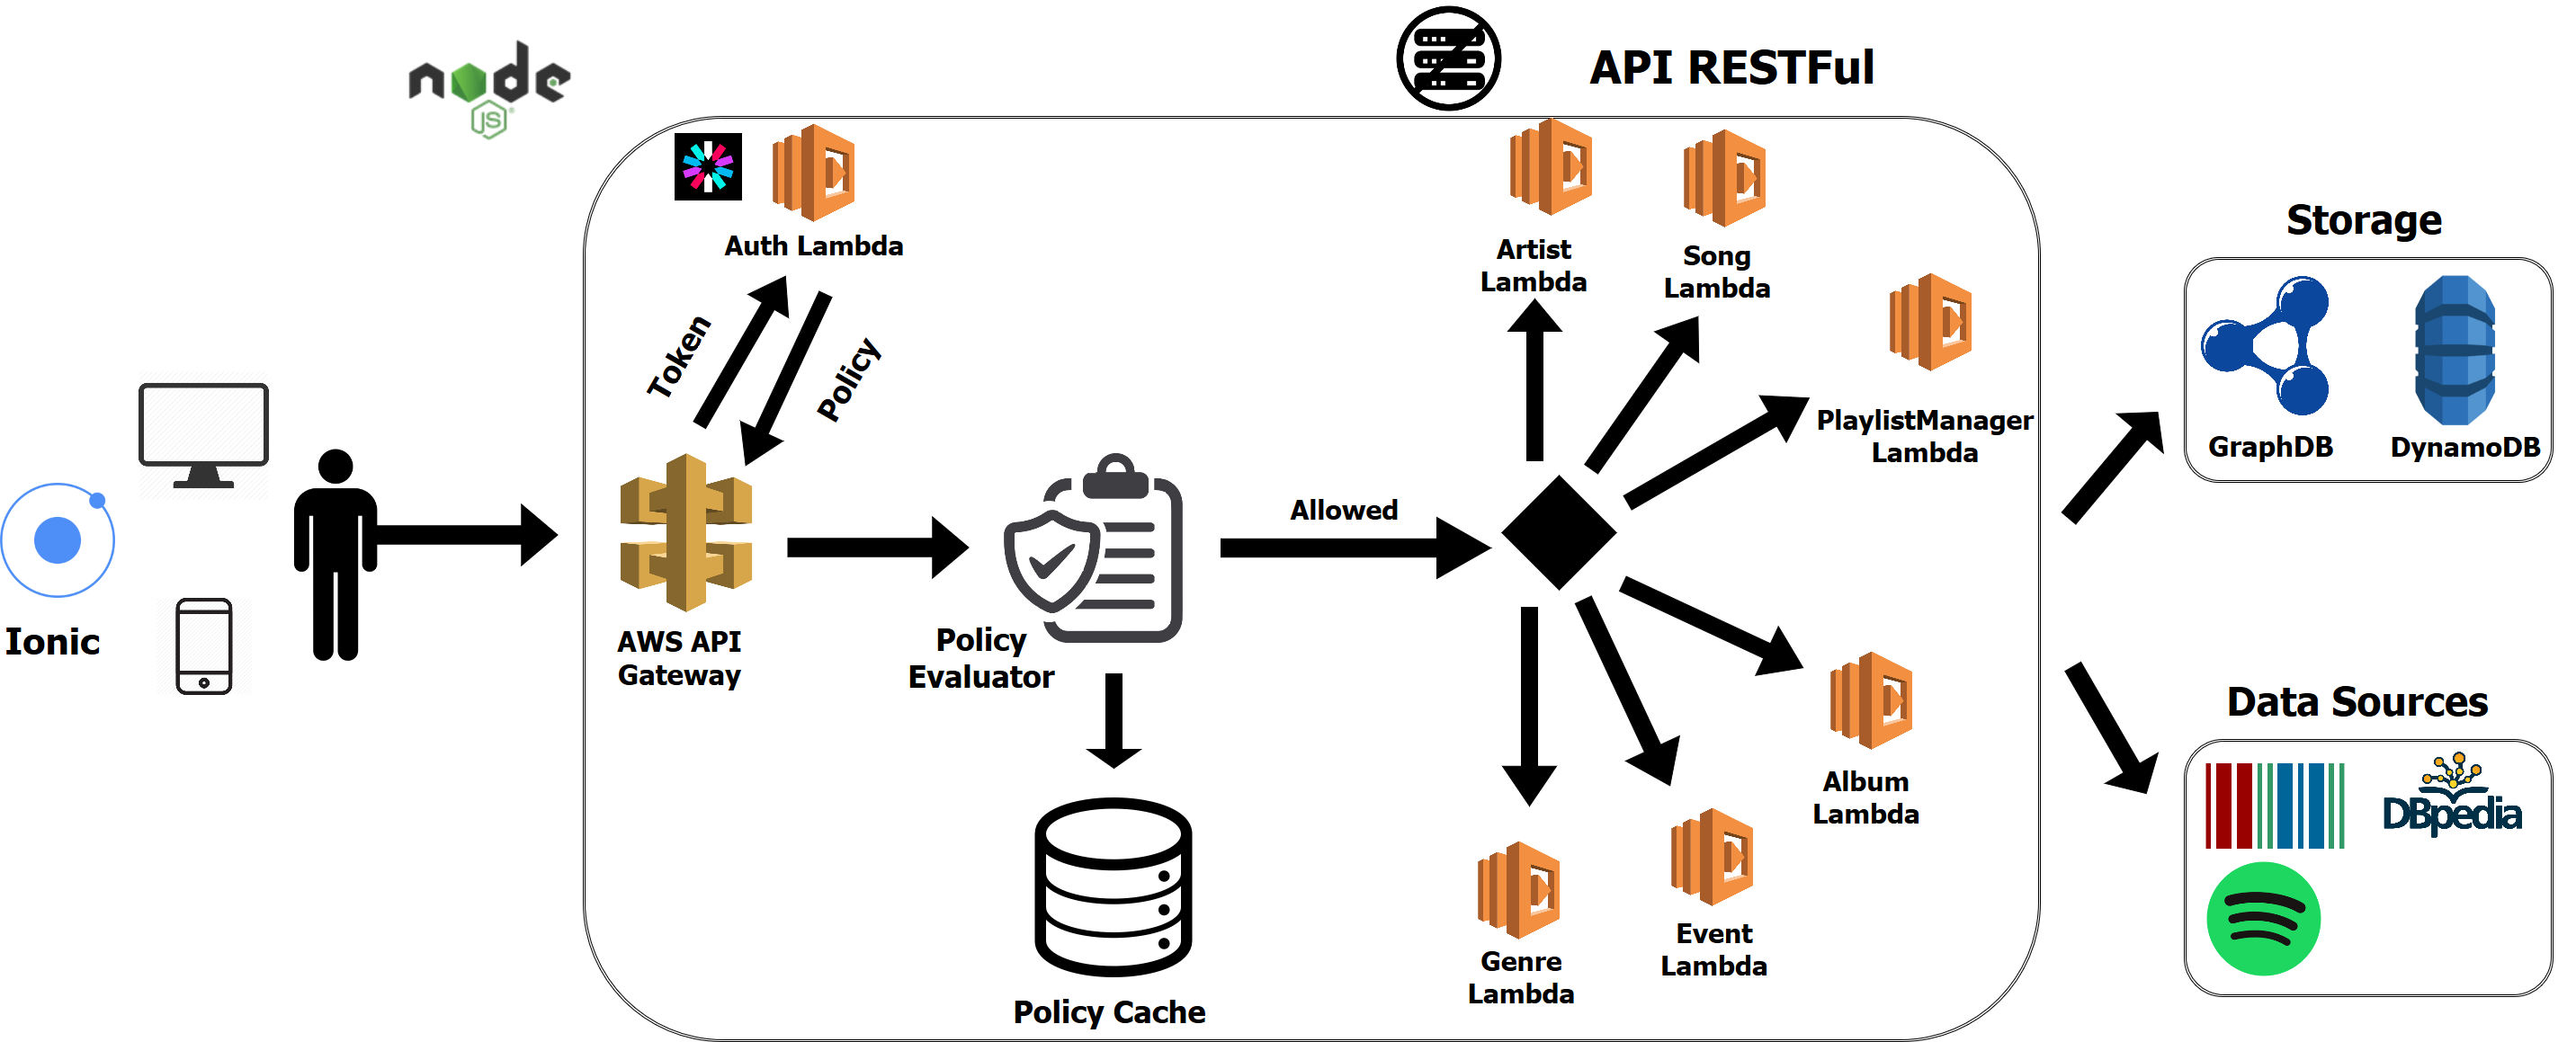 node
JS
API RESTFul
Auth Lambda
Token
Policy
AWS API
Gateway
Policy
Evaluator
Policy Cache
Allowed
Artist
Lambda
Song
Lambda
PlaylistManager
Lambda
Album
Lambda
Event
Lambda
Genre
Lambda
Ionic
Storage
GraphDB
DynamoDB
Data Sources
DBpedia